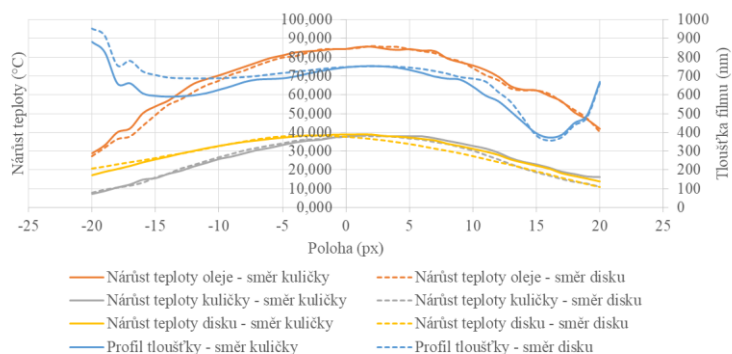 Nárůst teploty (°C)
100,000
90,000
80,000
70,000
60,000
50,000
40,000
30,000
20,000
10,000
0,000
1000
900
800
700
600
500
400
300
200
100
0
Tloušťka filmu (nm)
-25 -20 -15 -10 -5 0 5 10 15 20 25
Poloha (px)
Nárůst teploty oleje - směr kuličky Nárůst teploty oleje - směr disku
Nárůst teploty kuličky - směr kuličky Nárůst teploty kuličky - směr disku
Nárůst teploty disku - směr kuličky Nárůst teploty disku - směr disku
Profil tloušťky - směr kuličky Profil tloušťky - směr disku